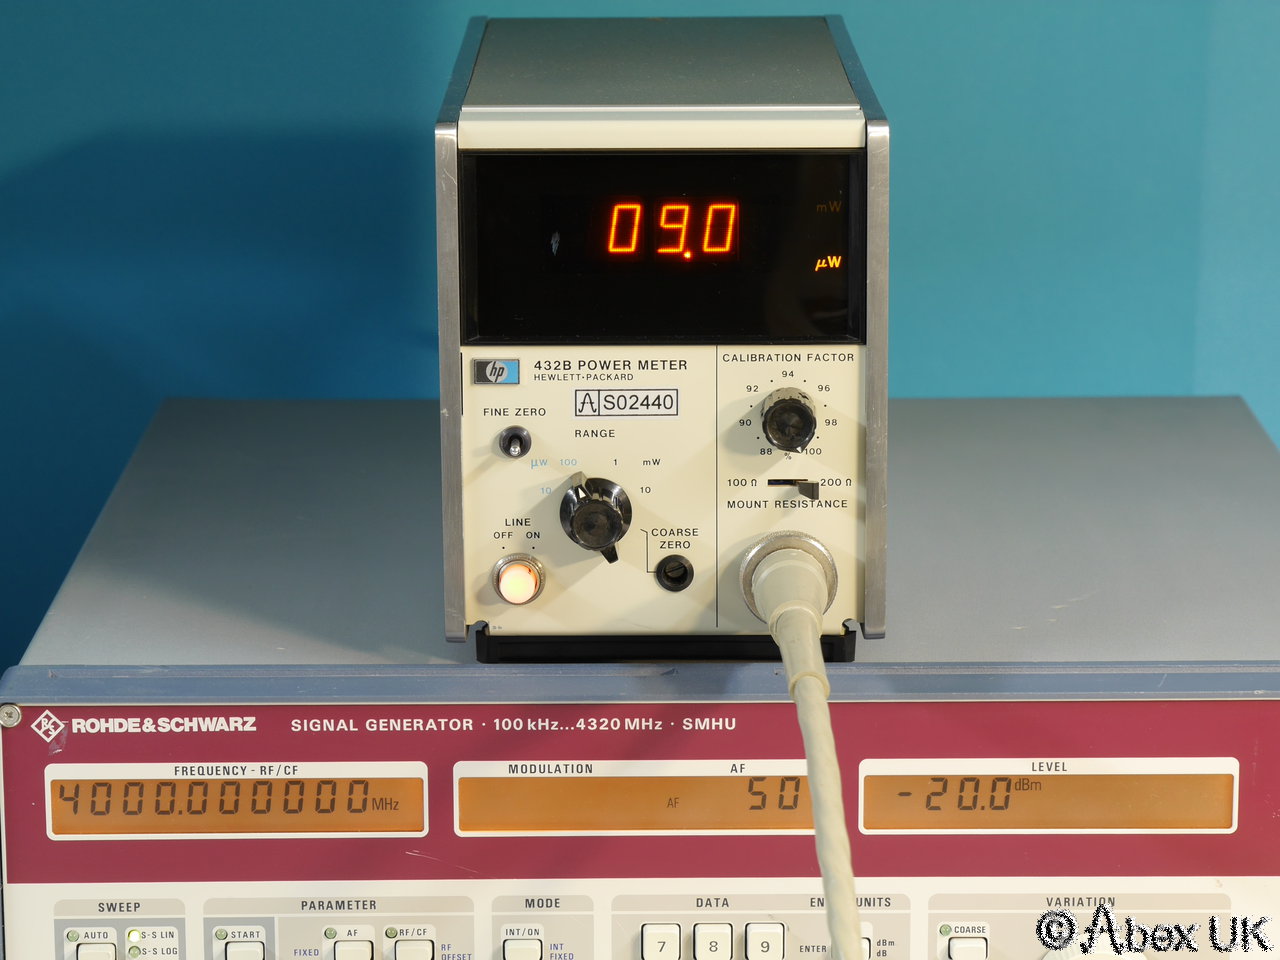 09.0
mW
µW
hp
432B POWER METER
HEWLETT·PACKARD
A S02440
FINE ZERO
RANGE
µW 100 1 mW
10 10
LINE
OFF ON
COARSE
ZERO
CALIBRATION FACTOR
94
92 96
90 98
88 % 100
100 Ω 200 Ω
MOUNT RESISTANCE
R&S ROHDE&SCHWARZ SIGNAL GENERATOR · 100 kHz...4320 MHz · SMHU
FREQUENCY - RF/CF
4000.000000 MHz
MODULATION AF
AF 50
LEVEL
-20.0 dBm
SWEEP
AUTO
S-S LIN
S-S LOG
PARAMETER
START
FIXED
AF
RF/CF
RF
OFFSET
MODE
INT/ON
INT
FIXED
DATA
7 8 9
UNITS
ENTER
dBm
dB
VARIATION
COARSE
© Abex UK